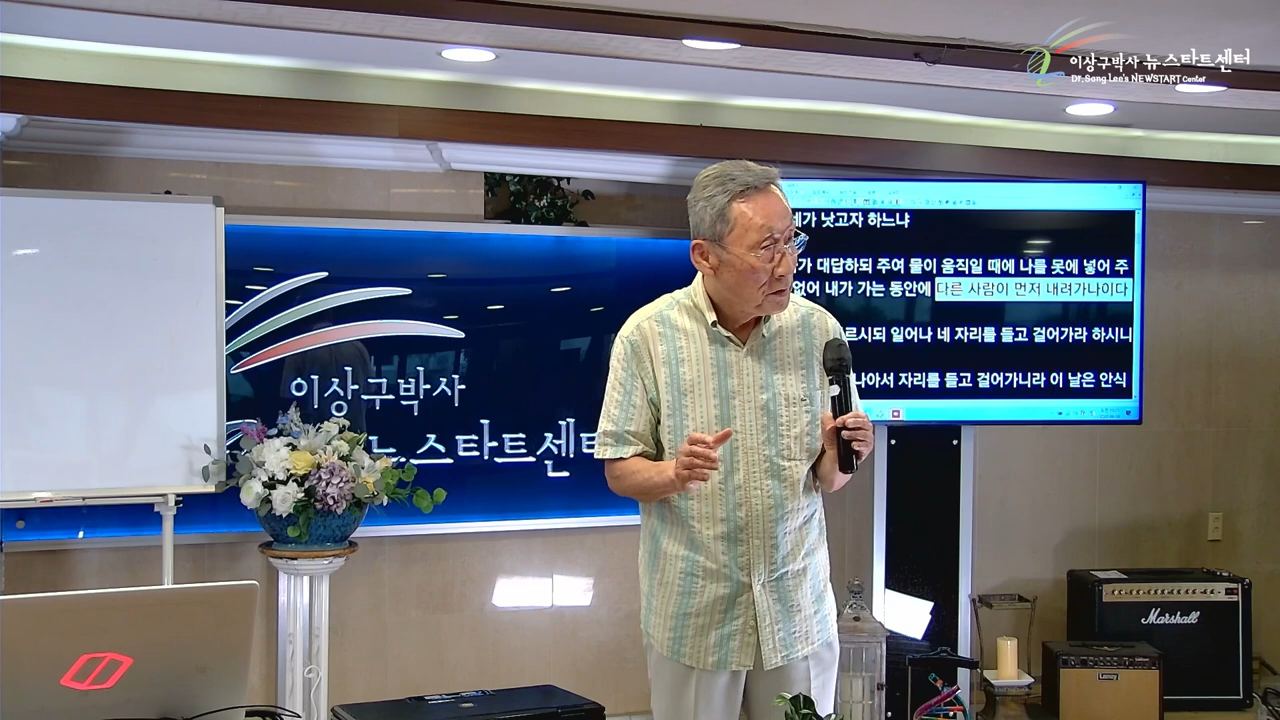 이상구박사 뉴스타트센터
Dr.Sang Lee's NEWSTART Center
네가 낫고자 하느냐
가 대답하되 주여 물이 움직일 때에 나를 못에 넣어 주
없어 내가 가는 동안에 다른 사람이 먼저 내려가나이다
르시되 일어나 네 자리를 들고 걸어가라 하시니
나아서 자리를 들고 걸어가니라 이 날은 안식
이상구박사
뉴스타트센터
Marshall
Laney